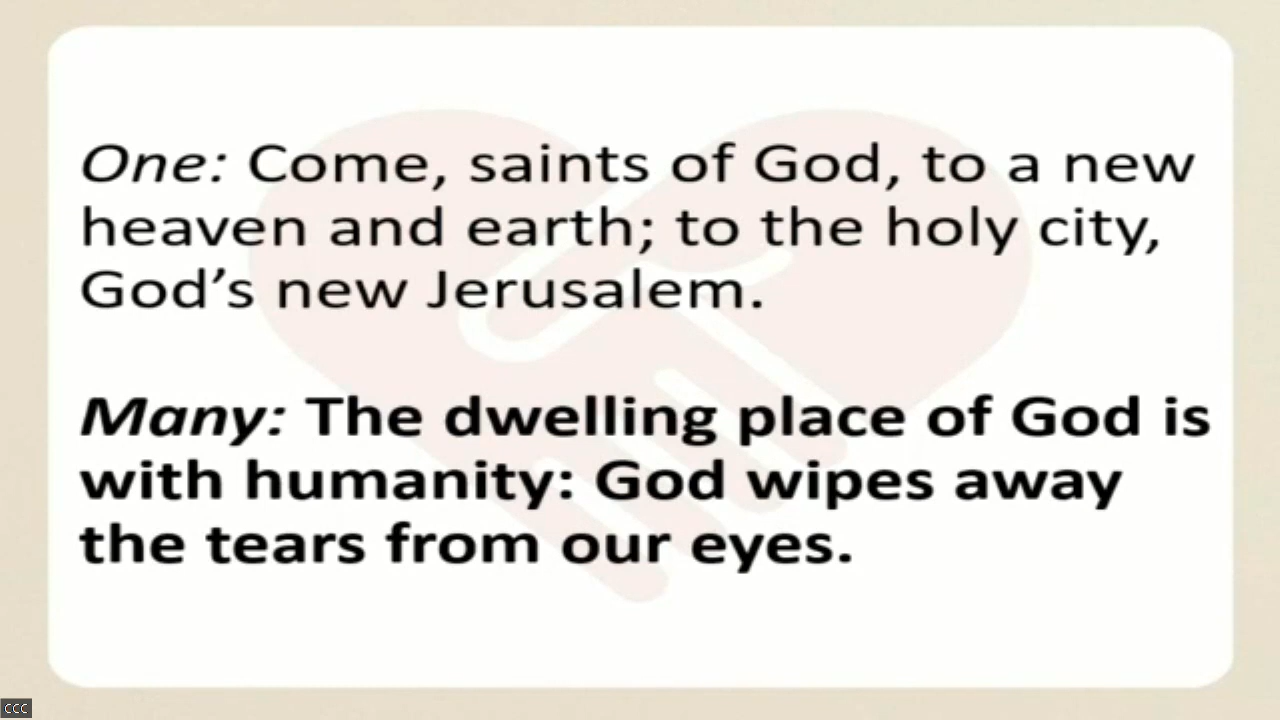 One: Come, saints of God, to a new
heaven and earth; to the holy city,
God’s new Jerusalem.
Many: The dwelling place of God is
with humanity: God wipes away
the tears from our eyes.
CCC